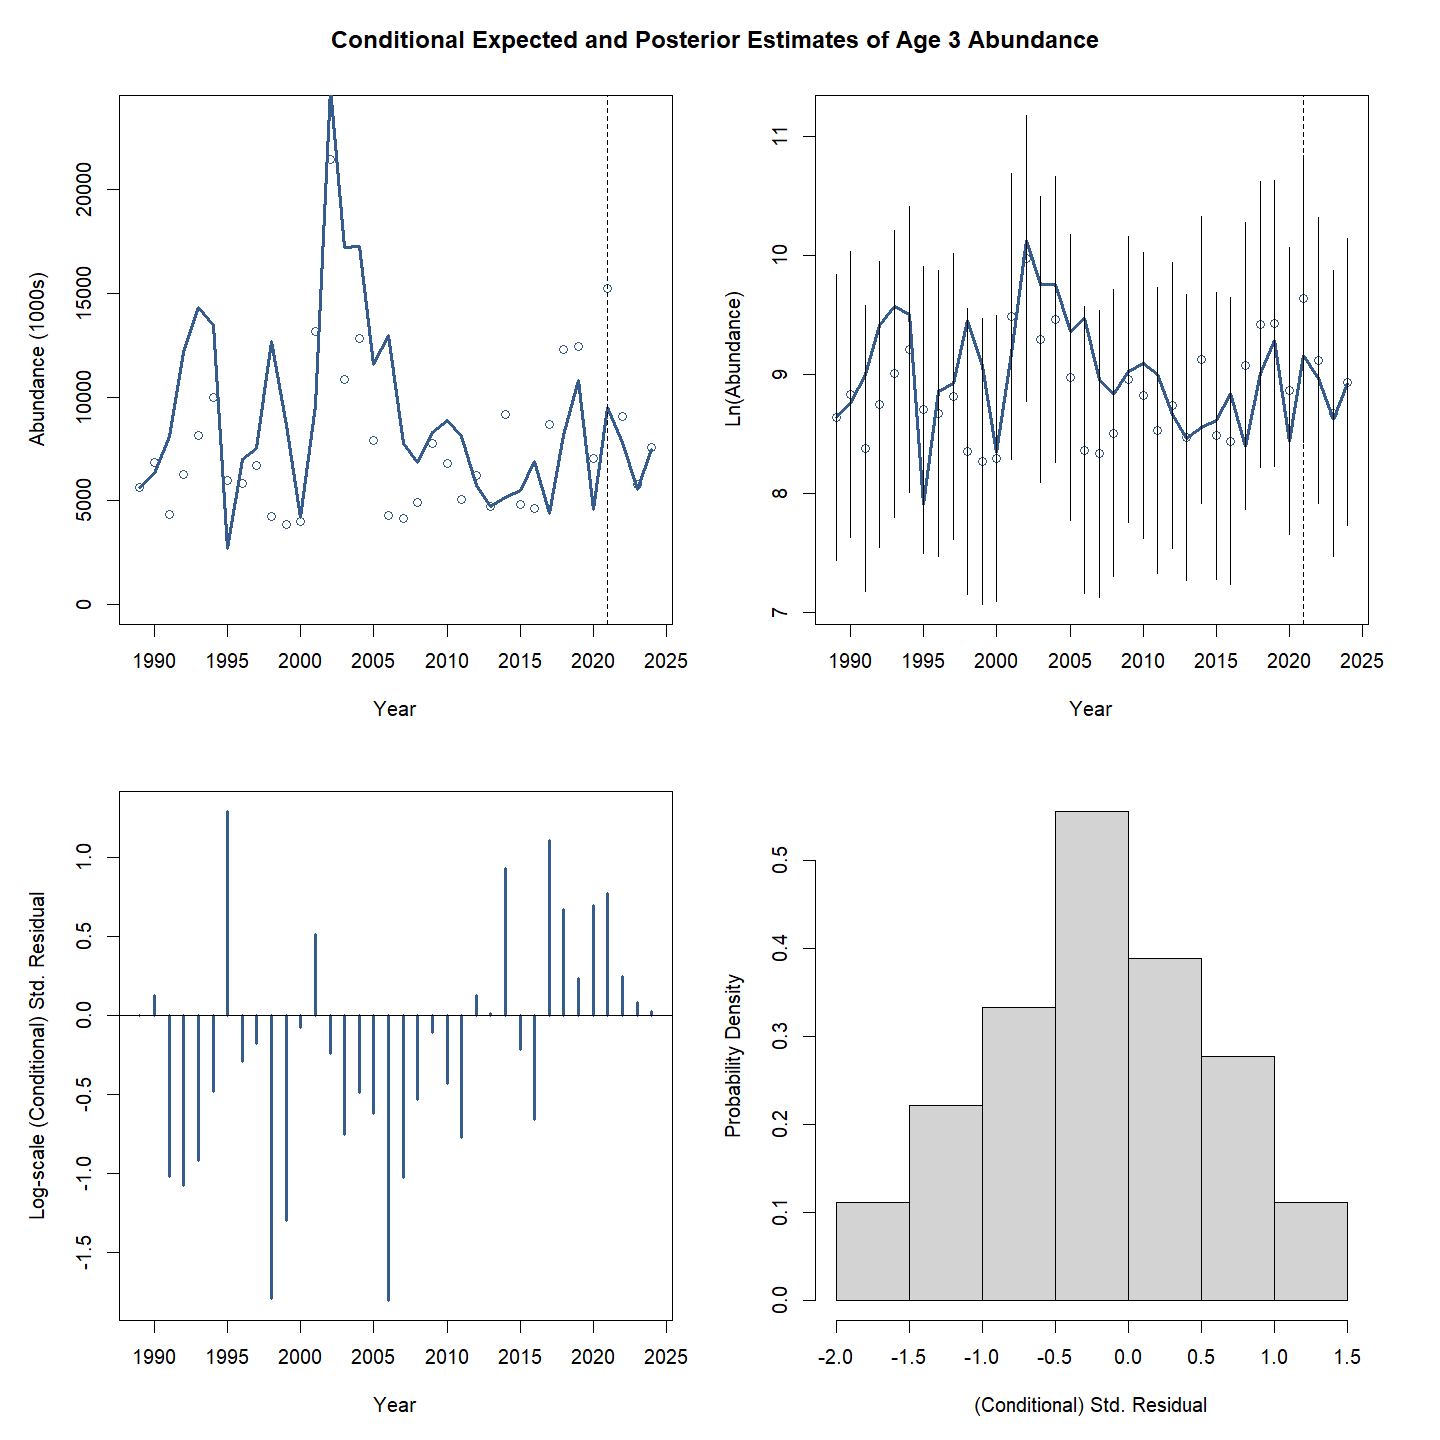 Conditional Expected and Posterior Estimates of Age 3 Abundance
Abundance (1000s)
20000
15000
10000
5000
0
1990 1995 2000 2005 2010 2015 2020 2025
Year
Ln(Abundance)
11
10
9
8
7
1990 1995 2000 2005 2010 2015 2020 2025
Year
Log-scale (Conditional) Std. Residual
1.0
0.5
0.0
-0.5
-1.0
-1.5
1990 1995 2000 2005 2010 2015 2020 2025
Year
Probability Density
0.5
0.4
0.3
0.2
0.1
0.0
-2.0 -1.5 -1.0 -0.5 0.0 0.5 1.0 1.5
(Conditional) Std. Residual